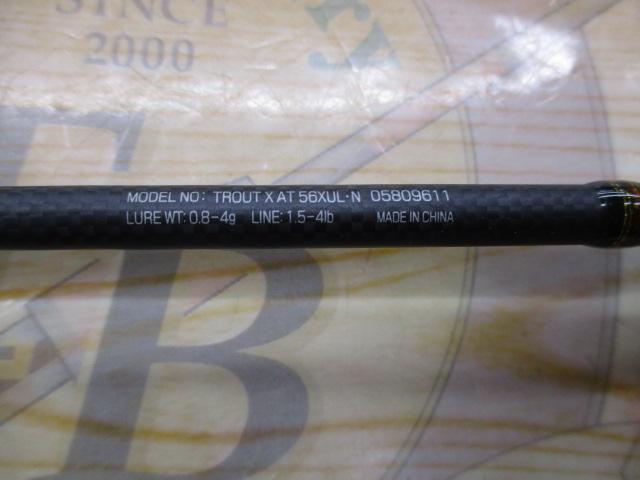 SINCE
2000
MODEL NO: TROUT X AT 56XUL·N 05809611
LURE WT: 0.8-4g LINE: 1.5-4lb MADE IN CHINA
B